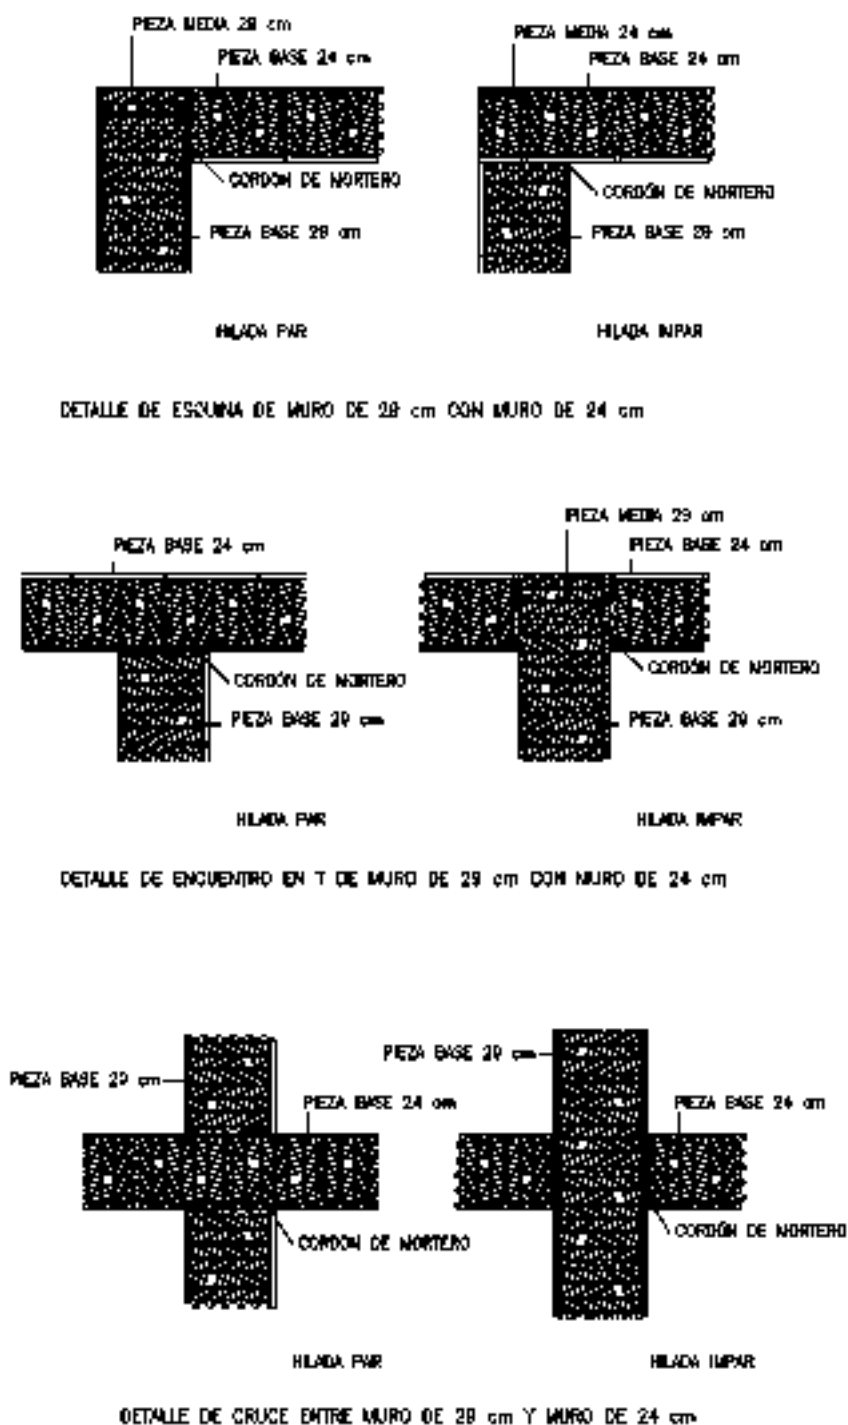 PIEZA MEDIA 29 cm
PIEZA BASE 24 cm
CORDÓN DE MORTERO
PIEZA BASE 29 cm
HILADA PAR
PIEZA MEDIA 24 cm
PIEZA BASE 24 cm
CORDÓN DE MORTERO
PIEZA BASE 29 cm
HILADA IMPAR
DETALLE DE ESQUINA DE MURO DE 29 cm CON MURO DE 24 cm
PIEZA BASE 24 cm
CORDÓN DE MORTERO
PIEZA BASE 29 cm
HILADA PAR
PIEZA MEDIA 29 cm
PIEZA BASE 24 cm
CORDÓN DE MORTERO
PIEZA BASE 29 cm
HILADA IMPAR
DETALLE DE ENCUENTRO EN T DE MURO DE 29 cm CON MURO DE 24 cm
PIEZA BASE 29 cm
PIEZA BASE 24 cm
CORDÓN DE MORTERO
HILADA PAR
PIEZA BASE 29 cm
PIEZA BASE 24 cm
CORDÓN DE MORTERO
HILADA IMPAR
DETALLE DE CRUCE ENTRE MURO DE 29 cm Y MURO DE 24 cm